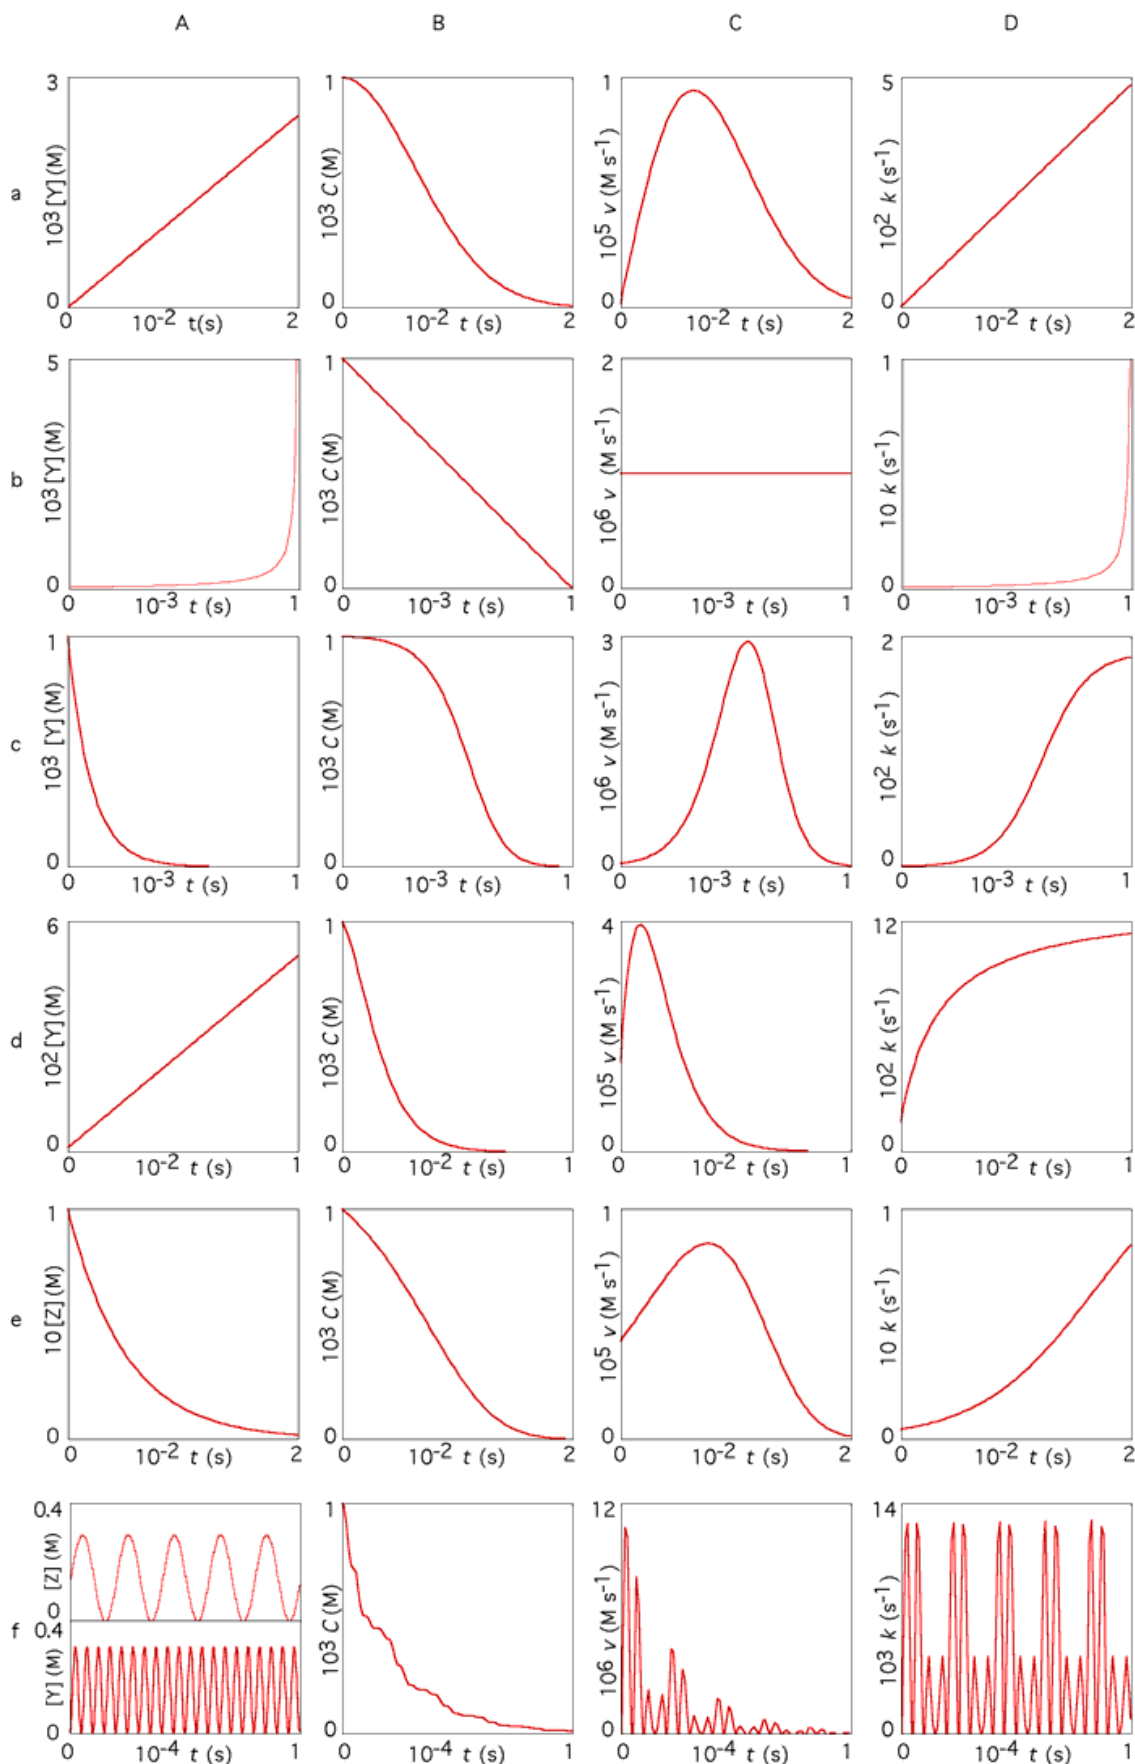 A B C D
a
3
10³ [Y] (M)
0
0 10⁻² t(s) 2
1
10³ C (M)
0
0 10⁻² t (s) 2
1
10⁵ v (M s⁻¹)
0
0 10⁻² t (s) 2
5
10² k (s⁻¹)
0
0 10⁻² t (s) 2
b
5
10³ [Y] (M)
0
0 10⁻³ t (s) 1
1
10³ C (M)
0
0 10⁻³ t (s) 1
2
10⁶ v (M s⁻¹)
0
0 10⁻³ t (s) 1
1
10 k (s⁻¹)
0
0 10⁻³ t (s) 1
c
1
10³ [Y] (M)
0
0 10⁻³ t (s) 1
1
10³ C (M)
0
0 10⁻³ t (s) 1
3
10⁶ v (M s⁻¹)
0
0 10⁻³ t (s) 1
2
10² k (s⁻¹)
0
0 10⁻³ t (s) 1
d
6
10² [Y] (M)
0
0 10⁻² t (s) 1
1
10³ C (M)
0
0 10⁻² t (s) 1
4
10⁵ v (M s⁻¹)
0
0 10⁻² t (s) 1
12
10² k (s⁻¹)
0
0 10⁻² t (s) 1
e
1
10 [Z] (M)
0
0 10⁻² t (s) 2
1
10³ C (M)
0
0 10⁻² t (s) 2
1
10⁵ v (M s⁻¹)
0
0 10⁻² t (s) 2
1
10 k (s⁻¹)
0
0 10⁻² t (s) 2
f
0.4
[Z] (M)
0
0.4
[Y] (M)
0
0 10⁻⁴ t (s) 1
1
10³ C (M)
0
0 10⁻⁴ t (s) 1
12
10⁶ v (M s⁻¹)
0
0 10⁻⁴ t (s) 1
14
10³ k (s⁻¹)
0
0 10⁻⁴ t (s) 1